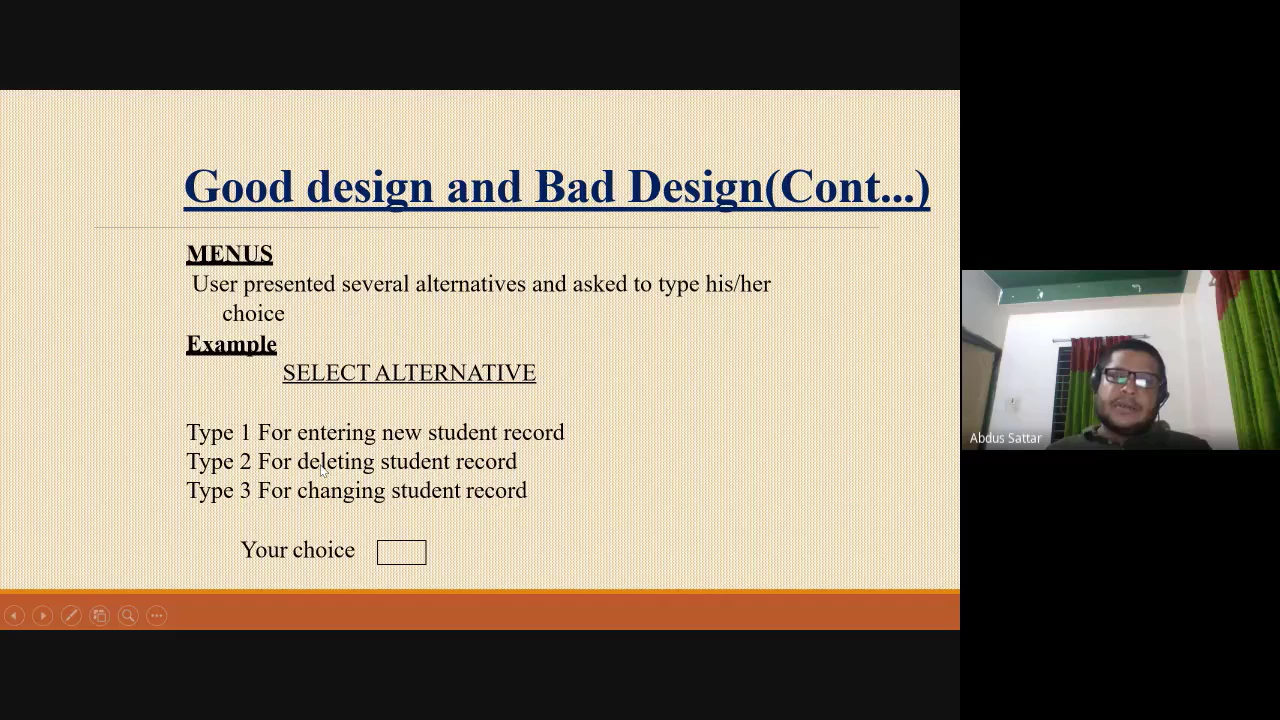 Good design and Bad Design(Cont...)
MENUS
User presented several alternatives and asked to type his/her
choice
Example
SELECT ALTERNATIVE
Type 1 For entering new student record
Type 2 For deleting student record
Type 3 For changing student record
Your choice
Abdus Sattar